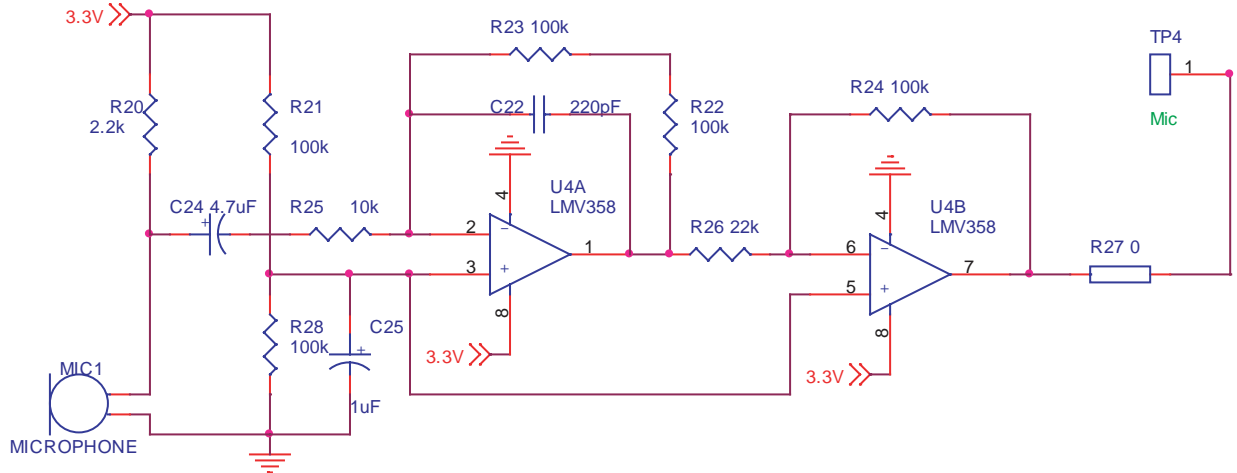 3.3V
R23 100k
TP4
1
R20
2.2k
R21
100k
C22
220pF
R22
100k
R24 100k
Mic
4
U4A
LMV358
C24 4.7uF
R25
10k
4
U4B
LMV358
2
1
R26 22k
6
7
R27 0
3
5
8
8
R28
100k
C25
3.3V
3.3V
MIC1
1uF
MICROPHONE